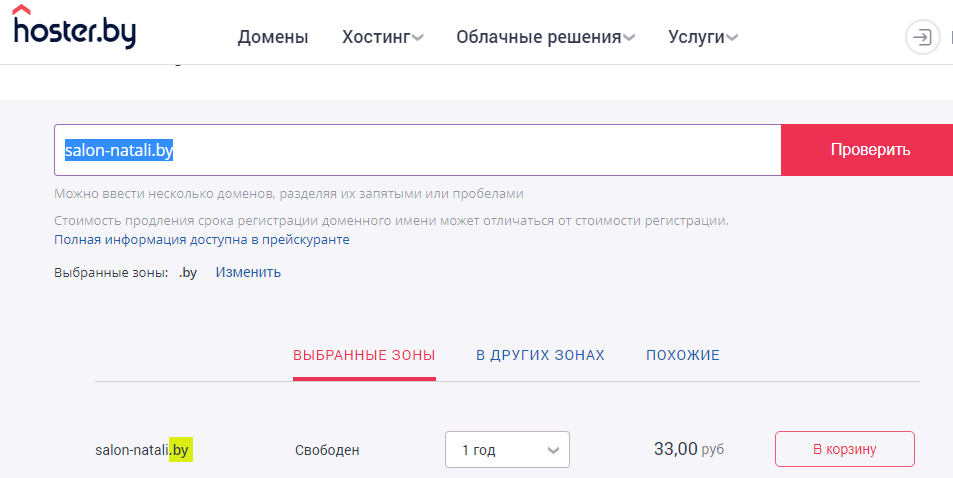 hoster.by
Домены Хостинг Облачные решения Услуги
salon-natali.by Проверить
Можно ввести несколько доменов, разделяя их запятыми или пробелами
Стоимость продления срока регистрации доменного имени может отличаться от стоимости регистрации.
Полная информация доступна в прейскуранте
Выбранные зоны: .by Изменить
ВЫБРАННЫЕ ЗОНЫ В ДРУГИХ ЗОНАХ ПОХОЖИЕ
salon-natali.by Свободен 1 год 33,00 руб В корзину